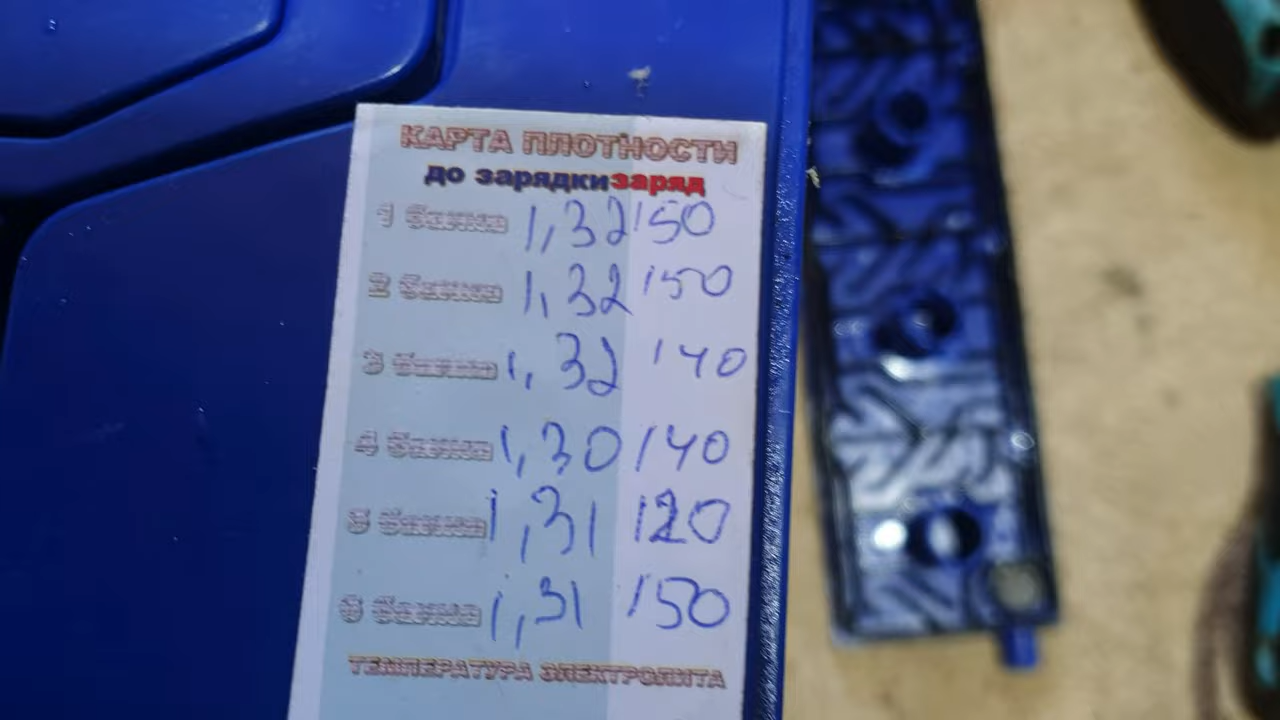 КАРТА ПЛОТНОСТИ
до зарядки заряд
1 банка 1,32 150
2 банка 1,32 150
3 банка 1,32 140
4 банка 1,30 140
5 банка 1,31 120
6 банка 1,31 150
ТЕМПЕРАТУРА ЭЛЕКТРОЛИТА